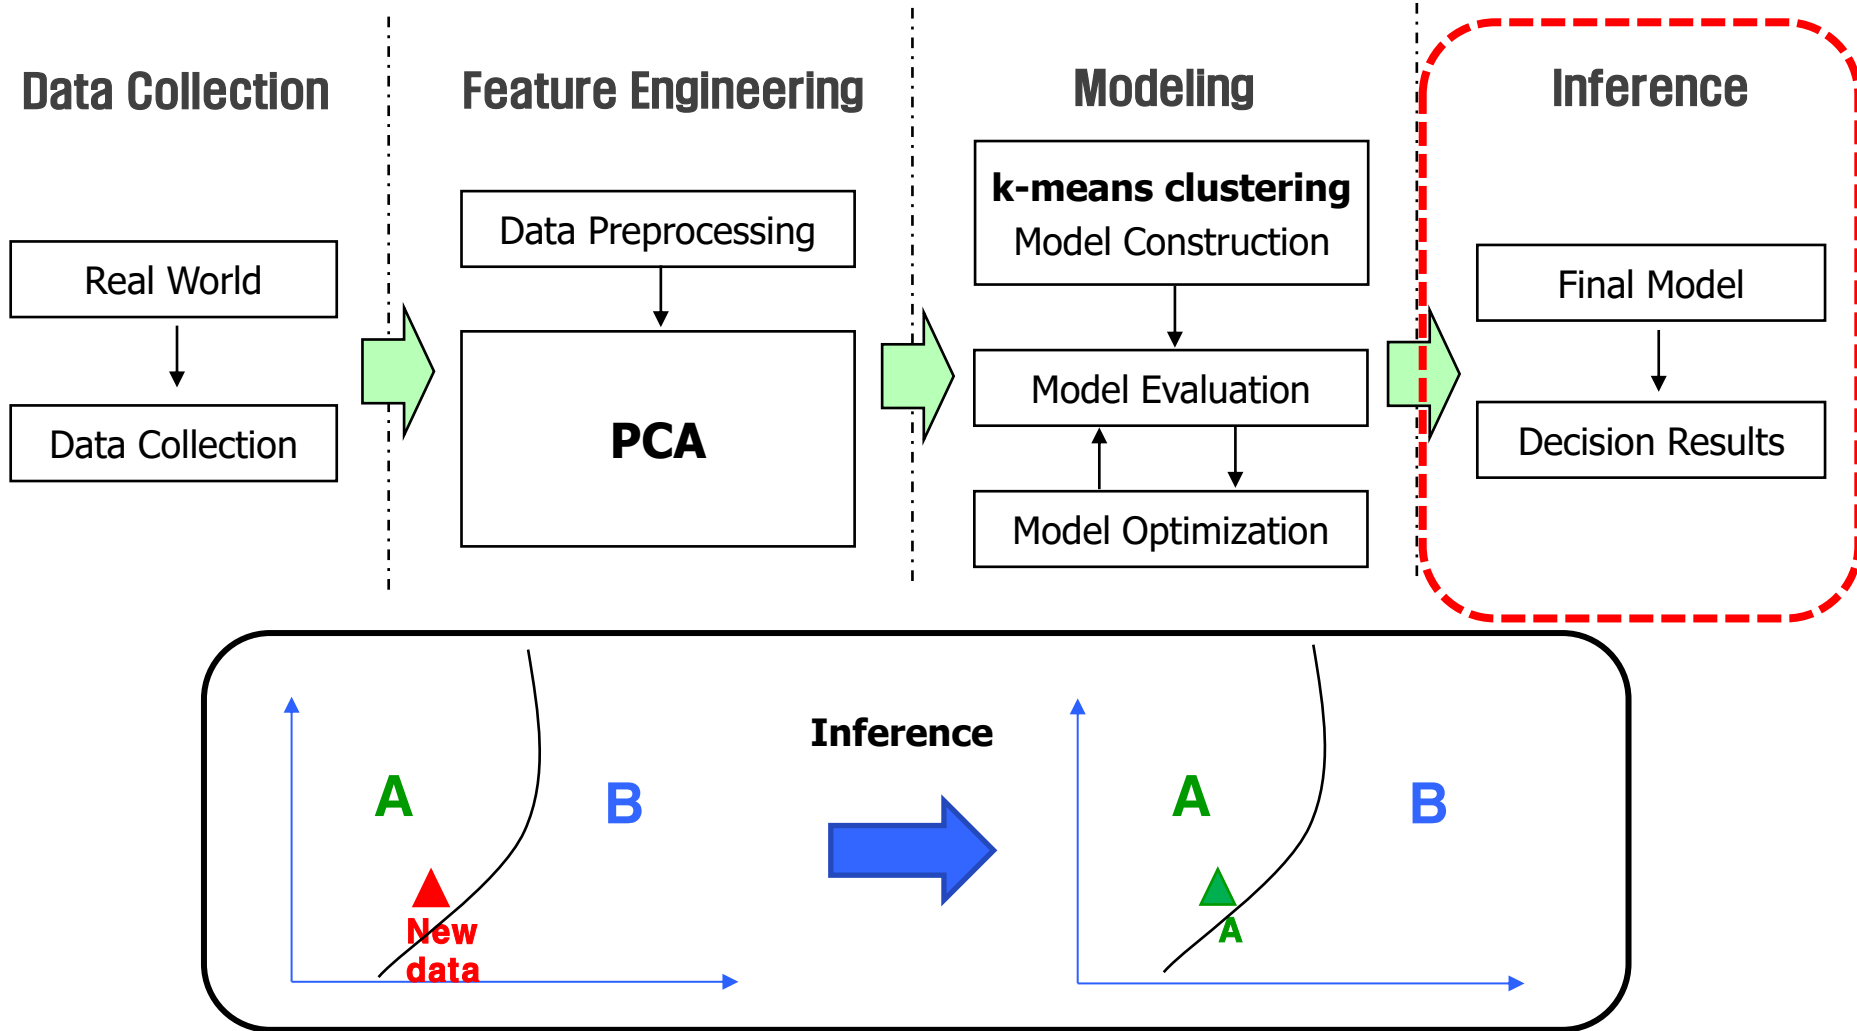 Data Collection
Real World
Data Collection
Feature Engineering
Data Preprocessing
PCA
Modeling
k-means clustering
Model Construction
Model Evaluation
Model Optimization
Inference
Final Model
Decision Results
A
B
New
data
Inference
A
B
A